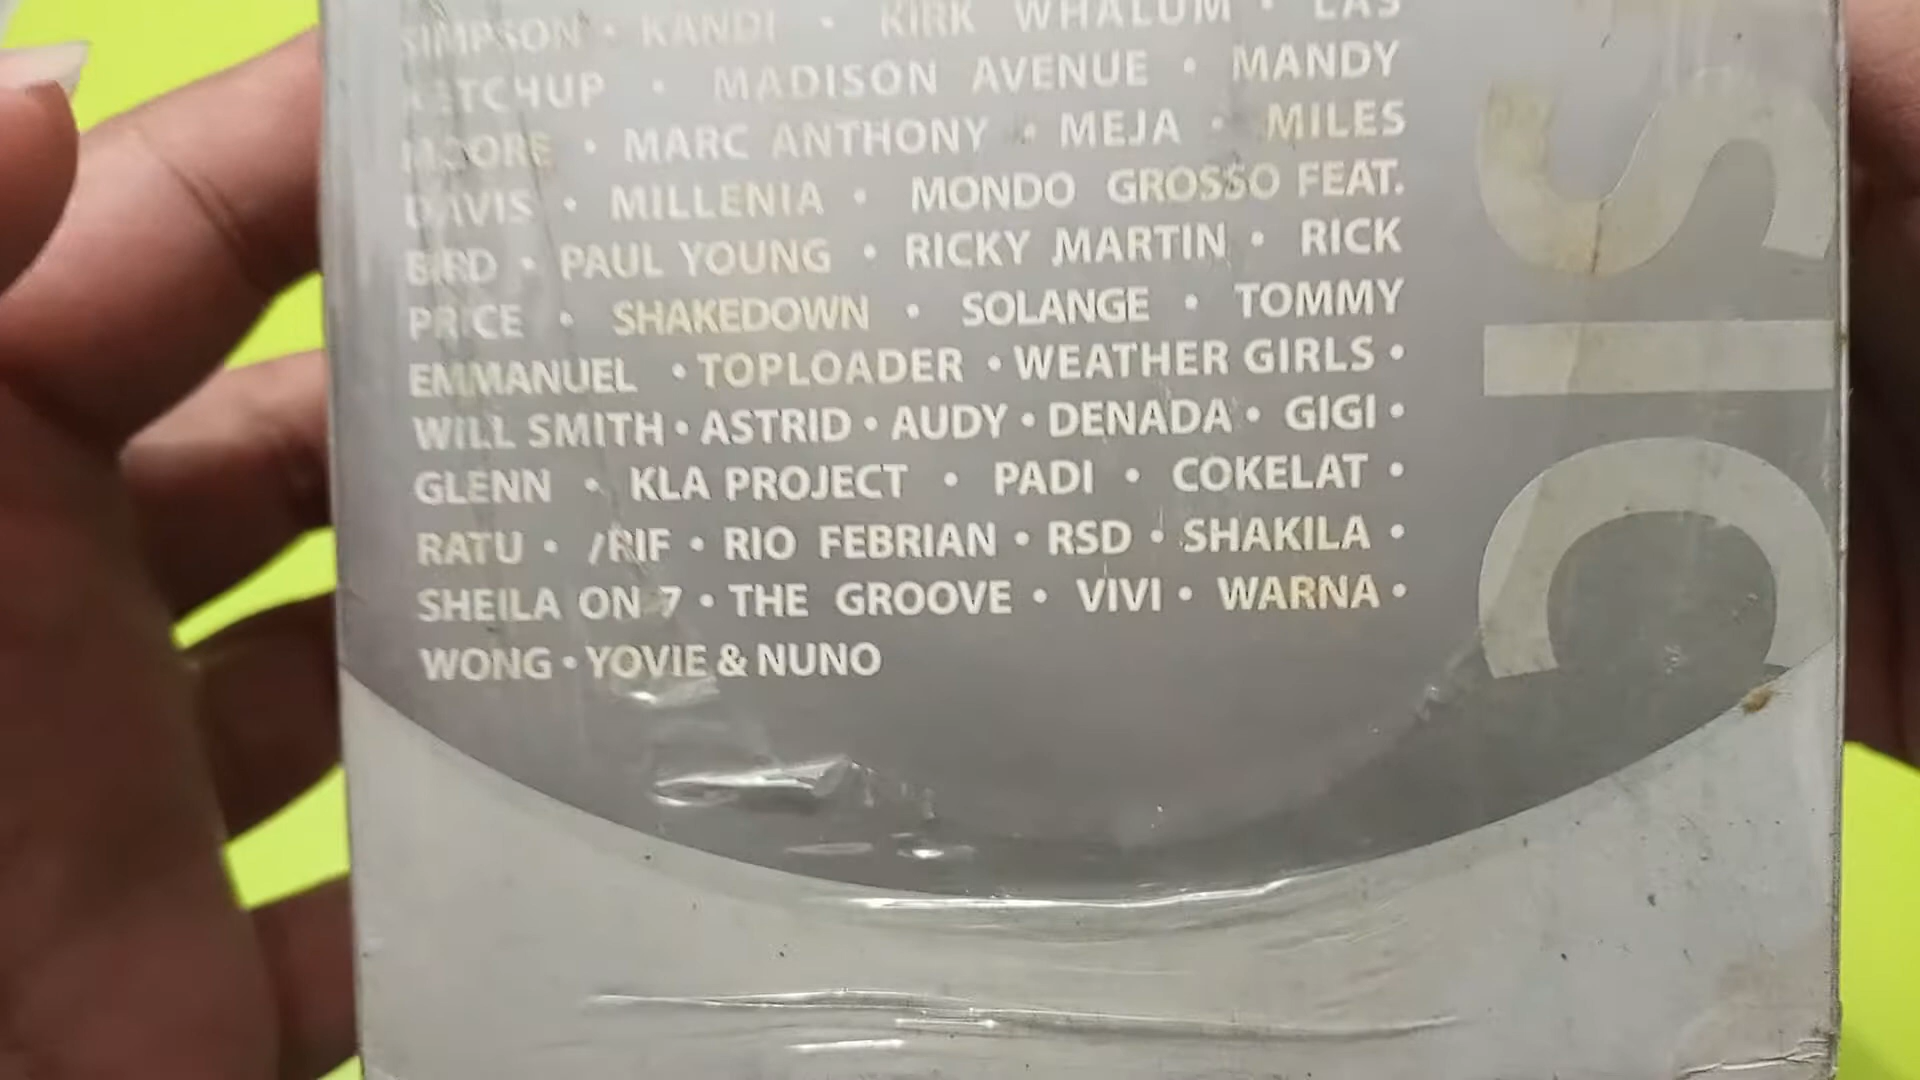 SIMPSON • KANDI • KIRK WHALUM • LAS
KETCHUP • MADISON AVENUE • MANDY
MOORE • MARC ANTHONY • MEJA • MILES
DAVIS • MILLENIA • MONDO GROSSO FEAT.
BIRD • PAUL YOUNG • RICKY MARTIN • RICK
PRICE • SHAKEDOWN • SOLANGE • TOMMY
EMMANUEL • TOPLOADER • WEATHER GIRLS •
WILL SMITH • ASTRID • AUDY • DENADA • GIGI •
GLENN • KLA PROJECT • PADI • COKELAT •
RATU • /RIF • RIO FEBRIAN • RSD • SHAKILA •
SHEILA ON 7 • THE GROOVE • VIVI • WARNA •
WONG • YOVIE & NUNO